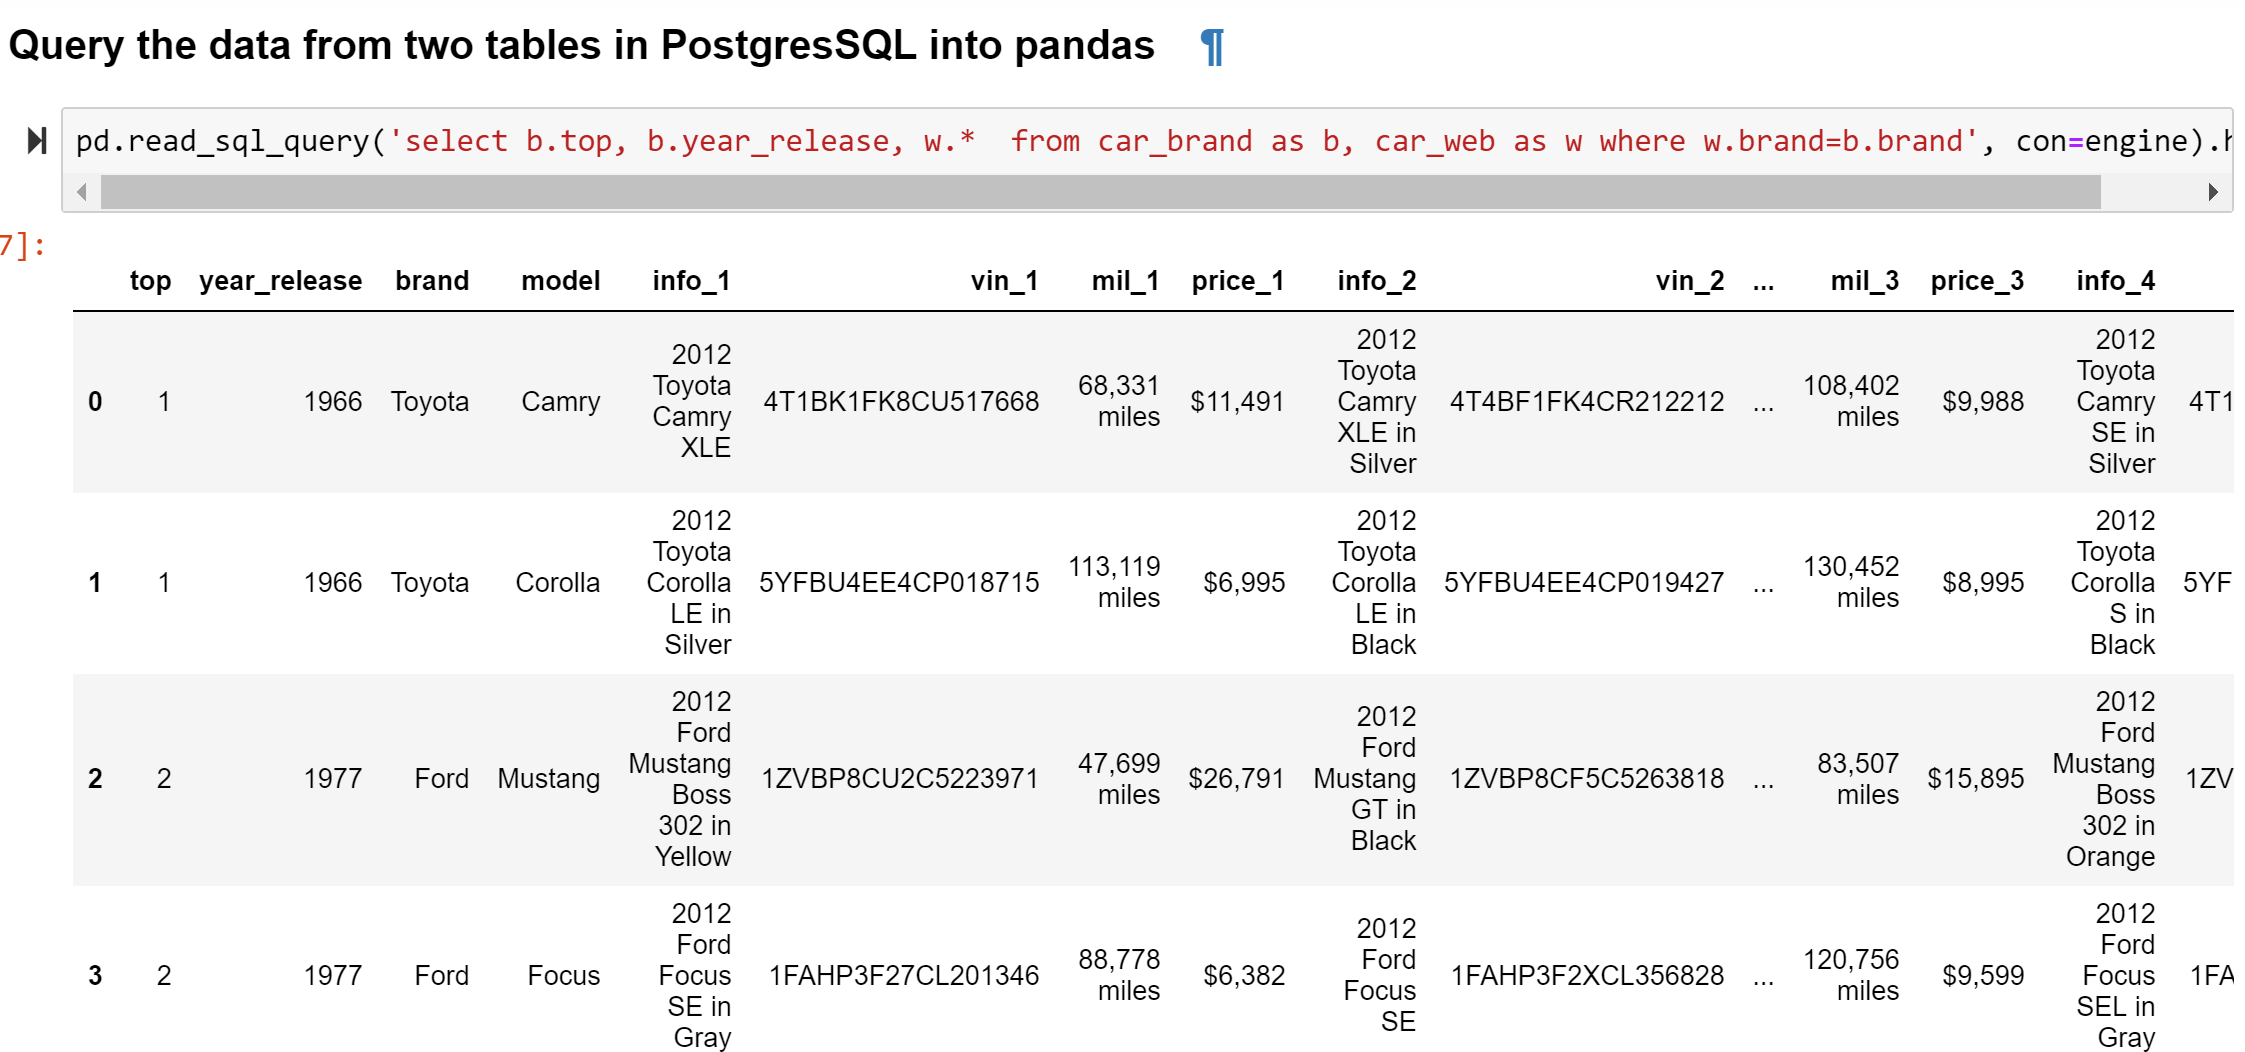 Query the data from two tables in PostgresSQL into pandas ¶
pd.read_sql_query('select b.top, b.year_release, w.*  from car_brand as b, car_web as w where w.brand=b.brand', con=engine).h
7]:
top year_release brand model info_1 vin_1 mil_1 price_1 info_2 vin_2 ... mil_3 price_3 info_4
0 1 1966 Toyota Camry 2012 Toyota Camry XLE 4T1BK1FK8CU517668 68,331 miles $11,491 2012 Toyota Camry XLE in Silver 4T4BF1FK4CR212212 ... 108,402 miles $9,988 2012 Toyota Camry SE in Silver 4T1
1 1 1966 Toyota Corolla 2012 Toyota Corolla LE in Silver 5YFBU4EE4CP018715 113,119 miles $6,995 2012 Toyota Corolla LE in Black 5YFBU4EE4CP019427 ... 130,452 miles $8,995 2012 Toyota Corolla S in Black 5YF
2 2 1977 Ford Mustang 2012 Ford Mustang Boss 302 in Yellow 1ZVBP8CU2C5223971 47,699 miles $26,791 2012 Ford Mustang GT in Black 1ZVBP8CF5C5263818 ... 83,507 miles $15,895 2012 Ford Mustang Boss 302 in Orange 1ZV
3 2 1977 Ford Focus 2012 Ford Focus SE in Gray 1FAHP3F27CL201346 88,778 miles $6,382 2012 Ford Focus SE 1FAHP3F2XCL356828 ... 120,756 miles $9,599 2012 Ford Focus SEL in Gray 1FA